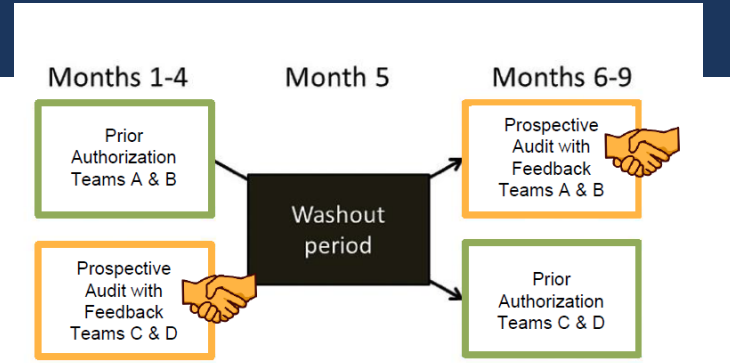 Months 1-4
Month 5
Months 6-9
Prior
Authorization
Teams A & B
Prospective
Audit with
Feedback
Teams A & B
Washout
period
Prospective
Audit with
Feedback
Teams C & D
Prior
Authorization
Teams C & D